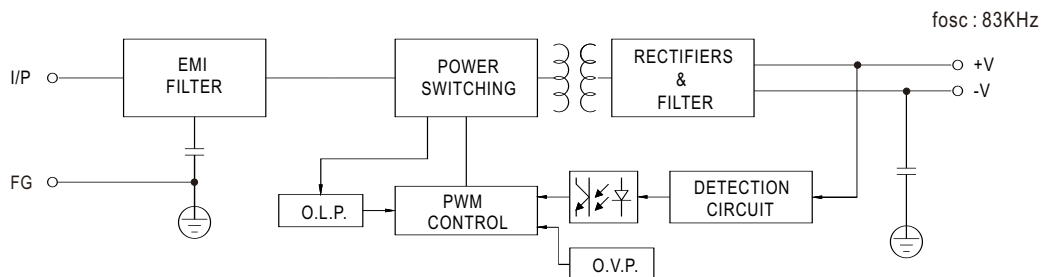 fosc : 83KHz
I/P
EMI
FILTER
POWER
SWITCHING
RECTIFIERS
&
FILTER
+V
-V
FG
O.L.P.
PWM
CONTROL
DETECTION
CIRCUIT
O.V.P.